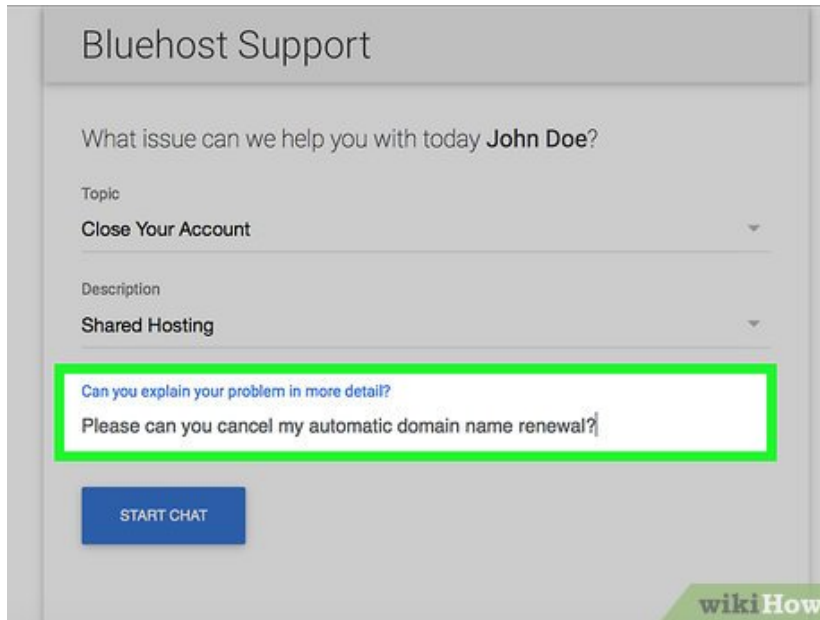 Bluehost Support
What issue can we help you with today John Doe?
Topic
Close Your Account
Description
Shared Hosting
Can you explain your problem in more detail?
Please can you cancel my automatic domain name renewal?
START CHAT
wikiHow